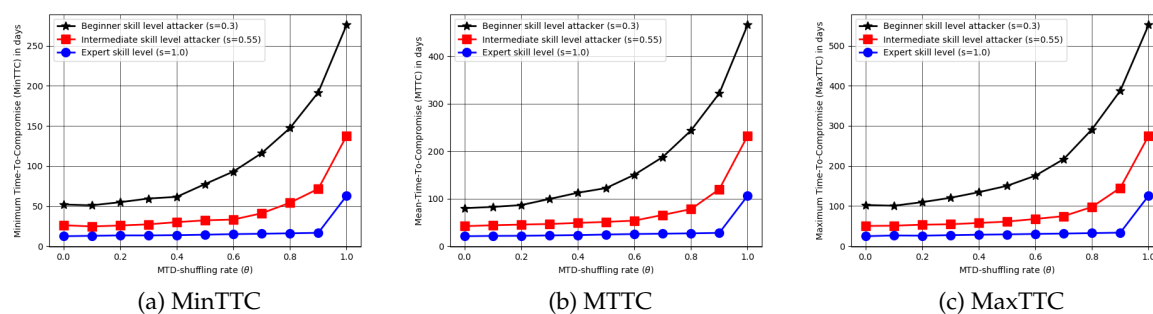 Beginner skill level attacker (s=0.3)
Intermediate skill level attacker (s=0.55)
Expert skill level (s=1.0)
Minimum Time-To-Compromise (MinTTC) in days
250
200
150
100
50
0
0.0 0.2 0.4 0.6 0.8 1.0
MTD-shuffling rate (θ)
(a) MinTTC
Beginner skill level attacker (s=0.3)
Intermediate skill level attacker (s=0.55)
Expert skill level (s=1.0)
Mean-Time-To-Compromise (MTTC) in days
400
300
200
100
0
0.0 0.2 0.4 0.6 0.8 1.0
MTD-shuffling rate (θ)
(b) MTTC
Beginner skill level attacker (s=0.3)
Intermediate skill level attacker (s=0.55)
Expert skill level (s=1.0)
Maximum Time-To-Compromise (MaxTTC) in days
500
400
300
200
100
0
0.0 0.2 0.4 0.6 0.8 1.0
MTD-shuffling rate (θ)
(c) MaxTTC